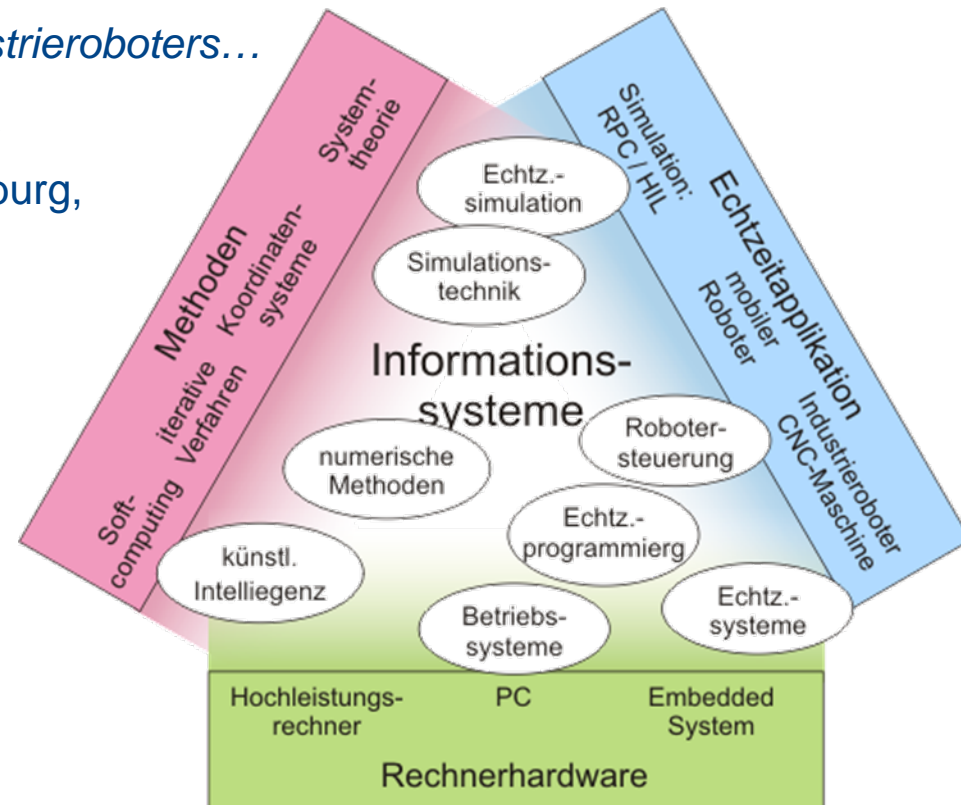 strieroboters…
ourg,
System-
theorie
Koordinaten-
systeme
Methoden
iterative
Verfahren
Soft-
computing
Simulation:
RPC / HIL
Echtzeitapplikation
mobiler
Roboter
Industrieroboter
CNC-Maschine
Echtz.-
simulation
Simulations-
technik
Informations-
systeme
numerische
Methoden
Roboter-
steuerung
Echtz.-
programmierg
künstl.
Intelliegenz
Betriebs-
systeme
Echtz.-
systeme
Hochleistungs-
rechner
PC
Embedded
System
Rechnerhardware